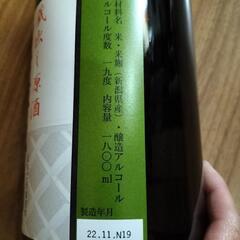 原酒
材料名 米・米麹（新潟県産）・醸造アルコール
ルコール度数 一九度 内容量 一八〇〇ml
製造年月
22.11.N19